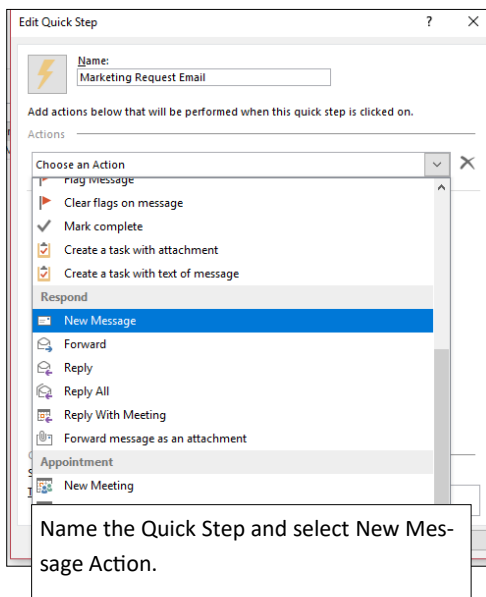 Edit Quick Step ? ×
Name:
Marketing Request Email
Add actions below that will be performed when this quick step is clicked on.
Actions
Choose an Action
Flag Message
Clear flags on message
Mark complete
Create a task with attachment
Create a task with text of message
Respond
New Message
Forward
Reply
Reply All
Reply With Meeting
Forward message as an attachment
Appointment
New Meeting
Name the Quick Step and select New Mes-
sage Action.